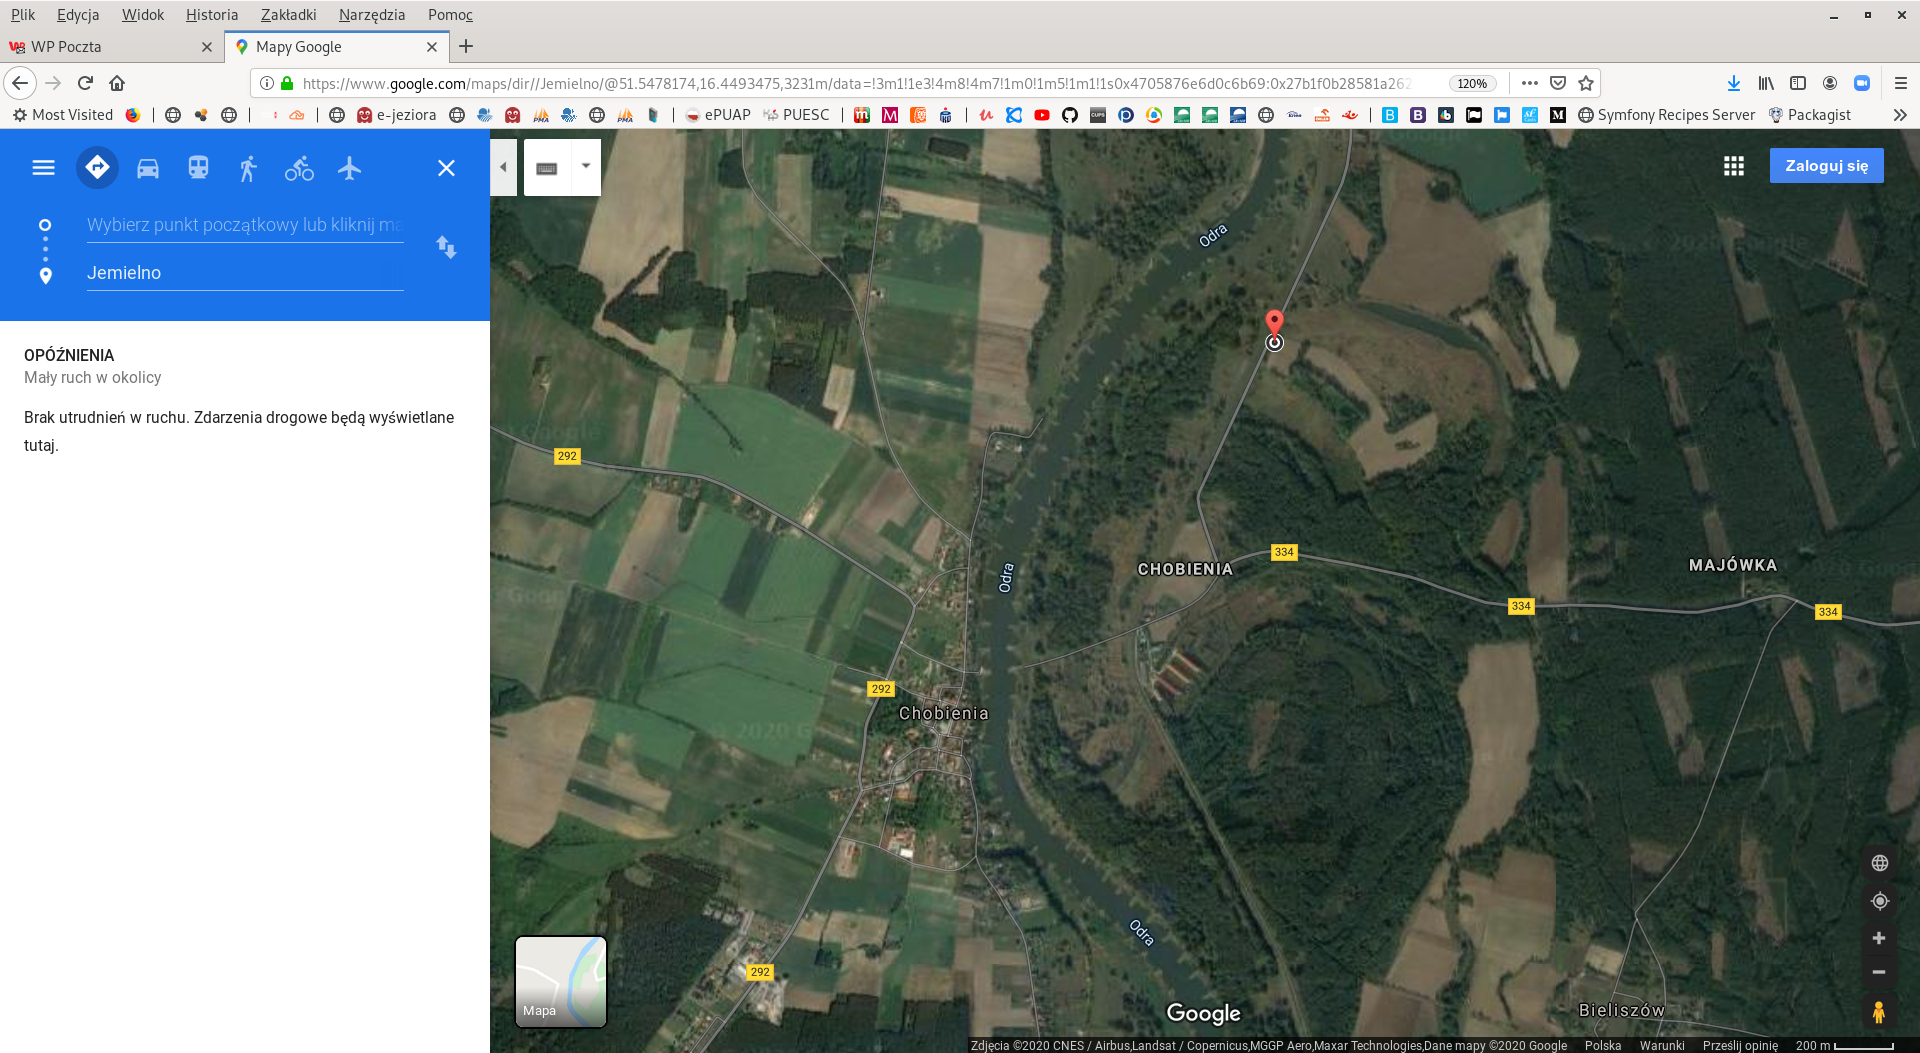 Plik Edycja Widok Historia Zakładki Narzędzia Pomoc
WP Poczta
Mapy Google
https://www.google.com/maps/dir//Jemielno/@51.5478174,16.4493475,3231m/data=!3m1!1e3!4m8!4m7!1m0!1m5!1m1!1s0x4705876e6d0c6b69:0x27b1f0b28581a262
120%
Most Visited
e-jeziora
ePUAP
PUESC
Symfony Recipes Server
Packagist
Wybierz punkt początkowy lub kliknij ma
Jemielno
OPÓŹNIENIA
Mały ruch w okolicy
Brak utrudnień w ruchu. Zdarzenia drogowe będą wyświetlane
tutaj.
Zaloguj się
Odra
292
Odra
CHOBIENIA
334
MAJÓWKA
334
334
292
Chobienia
Odra
292
Mapa
Bieliszów
Google
Zdjęcia ©2020 CNES / Airbus,Landsat / Copernicus,MGGP Aero,Maxar Technologies,Dane mapy ©2020 Google Polska Warunki Prześlij opinię 200 m